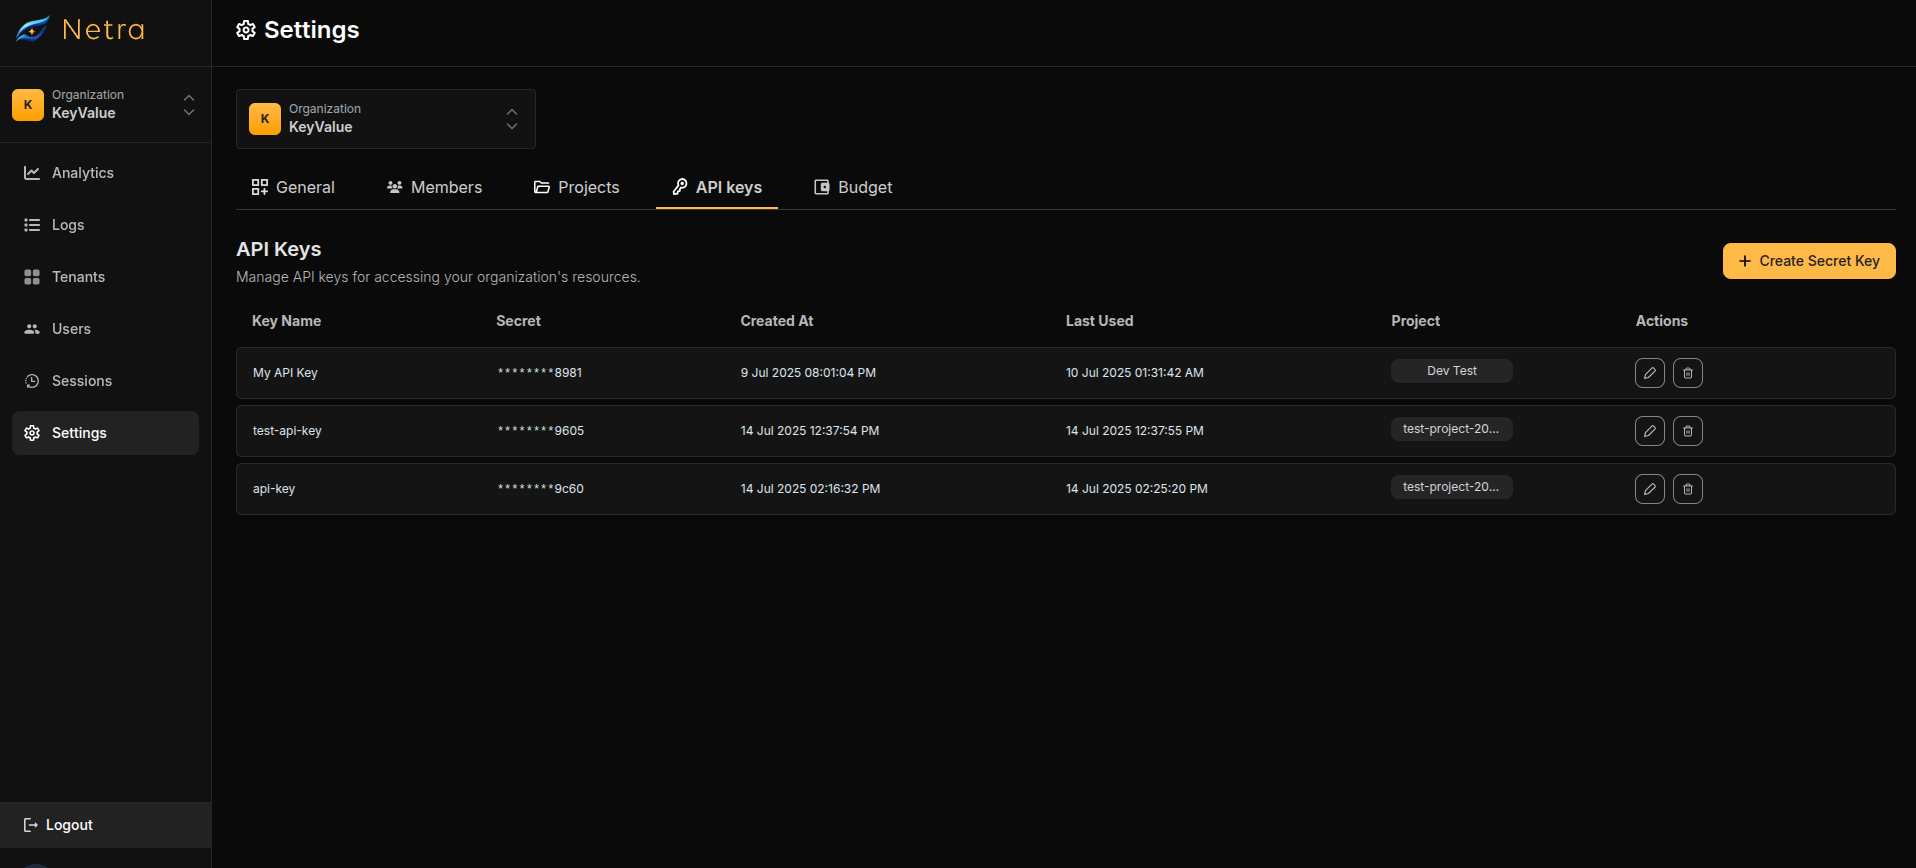 Netra
Settings
K
Organization
KeyValue
K
Organization
KeyValue
Analytics
Logs
Tenants
Users
Sessions
Settings
Logout
General
Members
Projects
API keys
Budget
API Keys
Manage API keys for accessing your organization's resources.
+ Create Secret Key
Key Name Secret Created At Last Used Project Actions
My API Key ********8981 9 Jul 2025 08:01:04 PM 10 Jul 2025 01:31:42 AM Dev Test
test-api-key ********9605 14 Jul 2025 12:37:54 PM 14 Jul 2025 12:37:55 PM test-project-20...
api-key ********9c60 14 Jul 2025 02:16:32 PM 14 Jul 2025 02:25:20 PM test-project-20...